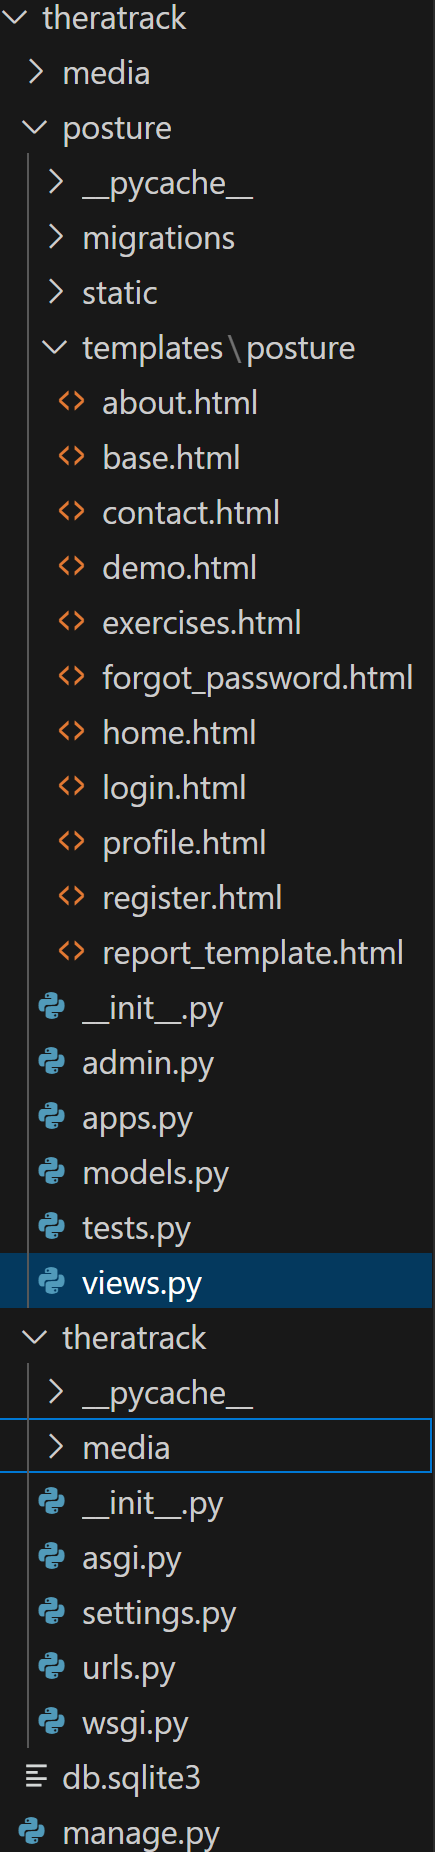 theratrack
media
posture
__pycache__
migrations
static
templates\posture
about.html
base.html
contact.html
demo.html
exercises.html
forgot_password.html
home.html
login.html
profile.html
register.html
report_template.html
__init__.py
admin.py
apps.py
models.py
tests.py
views.py
theratrack
__pycache__
media
__init__.py
asgi.py
settings.py
urls.py
wsgi.py
db.sqlite3
manage.py